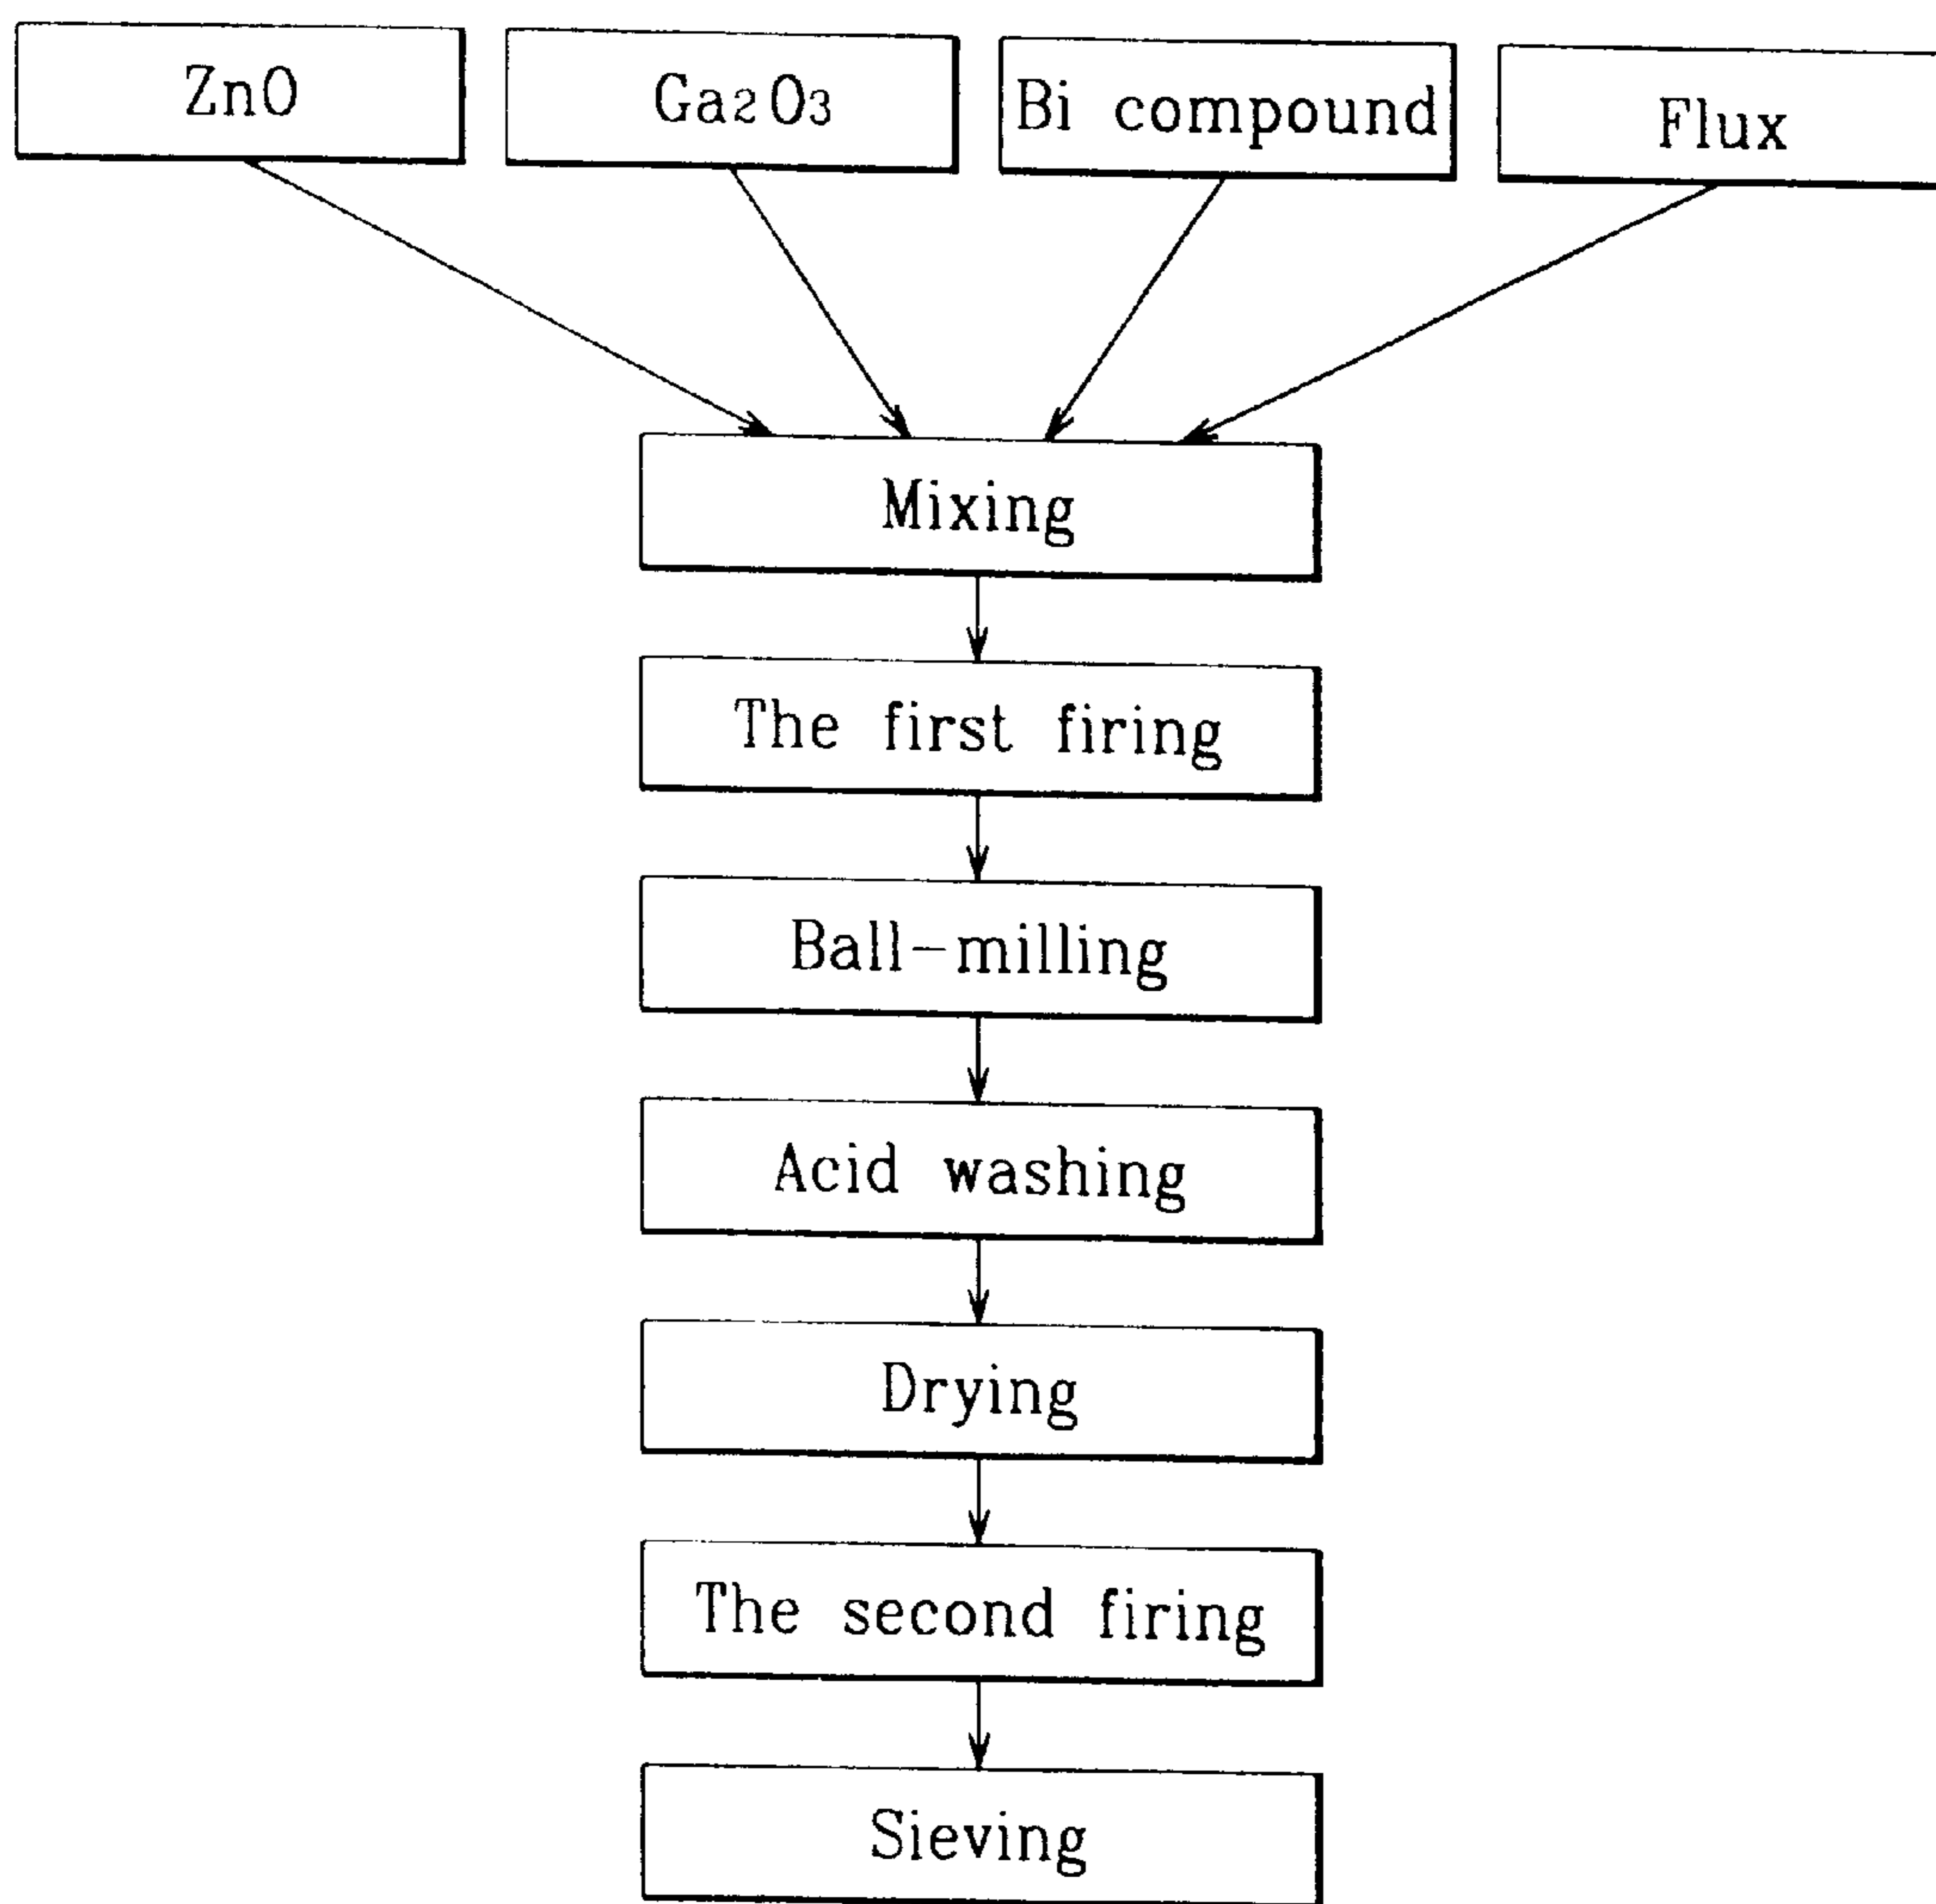 ZnO
Ga2O3
Bi compound
Flux
Mixing
The first firing
Ball-milling
Acid washing
Drying
The second firing
Sieving